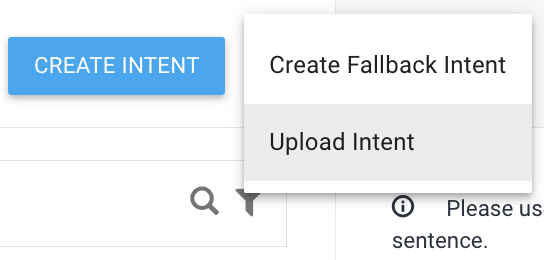 CREATE INTENT
Create Fallback Intent
Upload Intent
Please us
sentence.